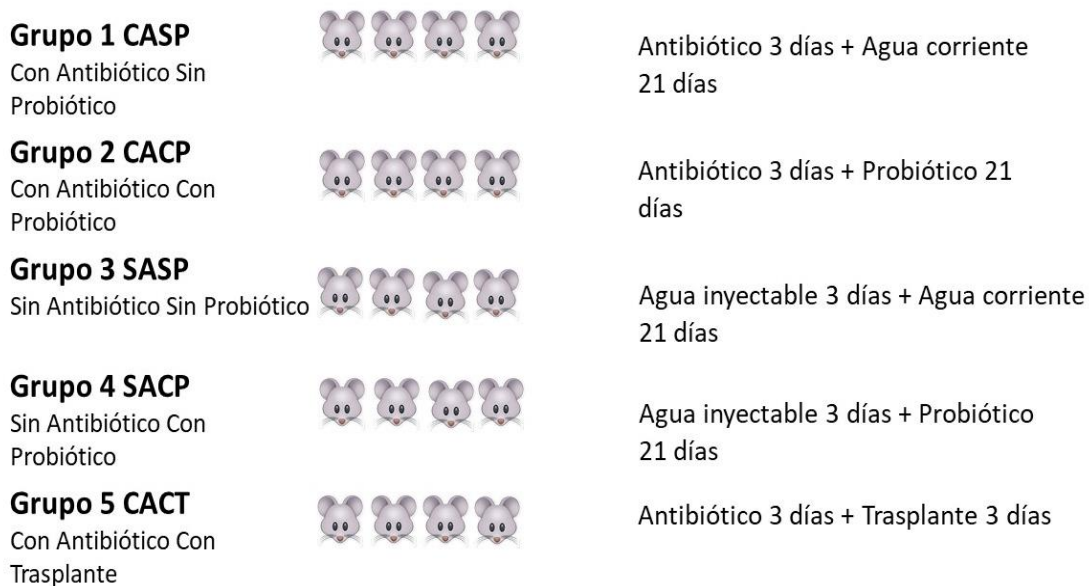 Grupo 1 CASP
Con Antibiótico Sin
Probiótico
Antibiótico 3 días + Agua corriente
21 días
Grupo 2 CACP
Con Antibiótico Con
Probiótico
Antibiótico 3 días + Probiótico 21
días
Grupo 3 SASP
Sin Antibiótico Sin Probiótico
Agua inyectable 3 días + Agua corriente
21 días
Grupo 4 SACP
Sin Antibiótico Con
Probiótico
Agua inyectable 3 días + Probiótico
21 días
Grupo 5 CACT
Con Antibiótico Con
Trasplante
Antibiótico 3 días + Trasplante 3 días